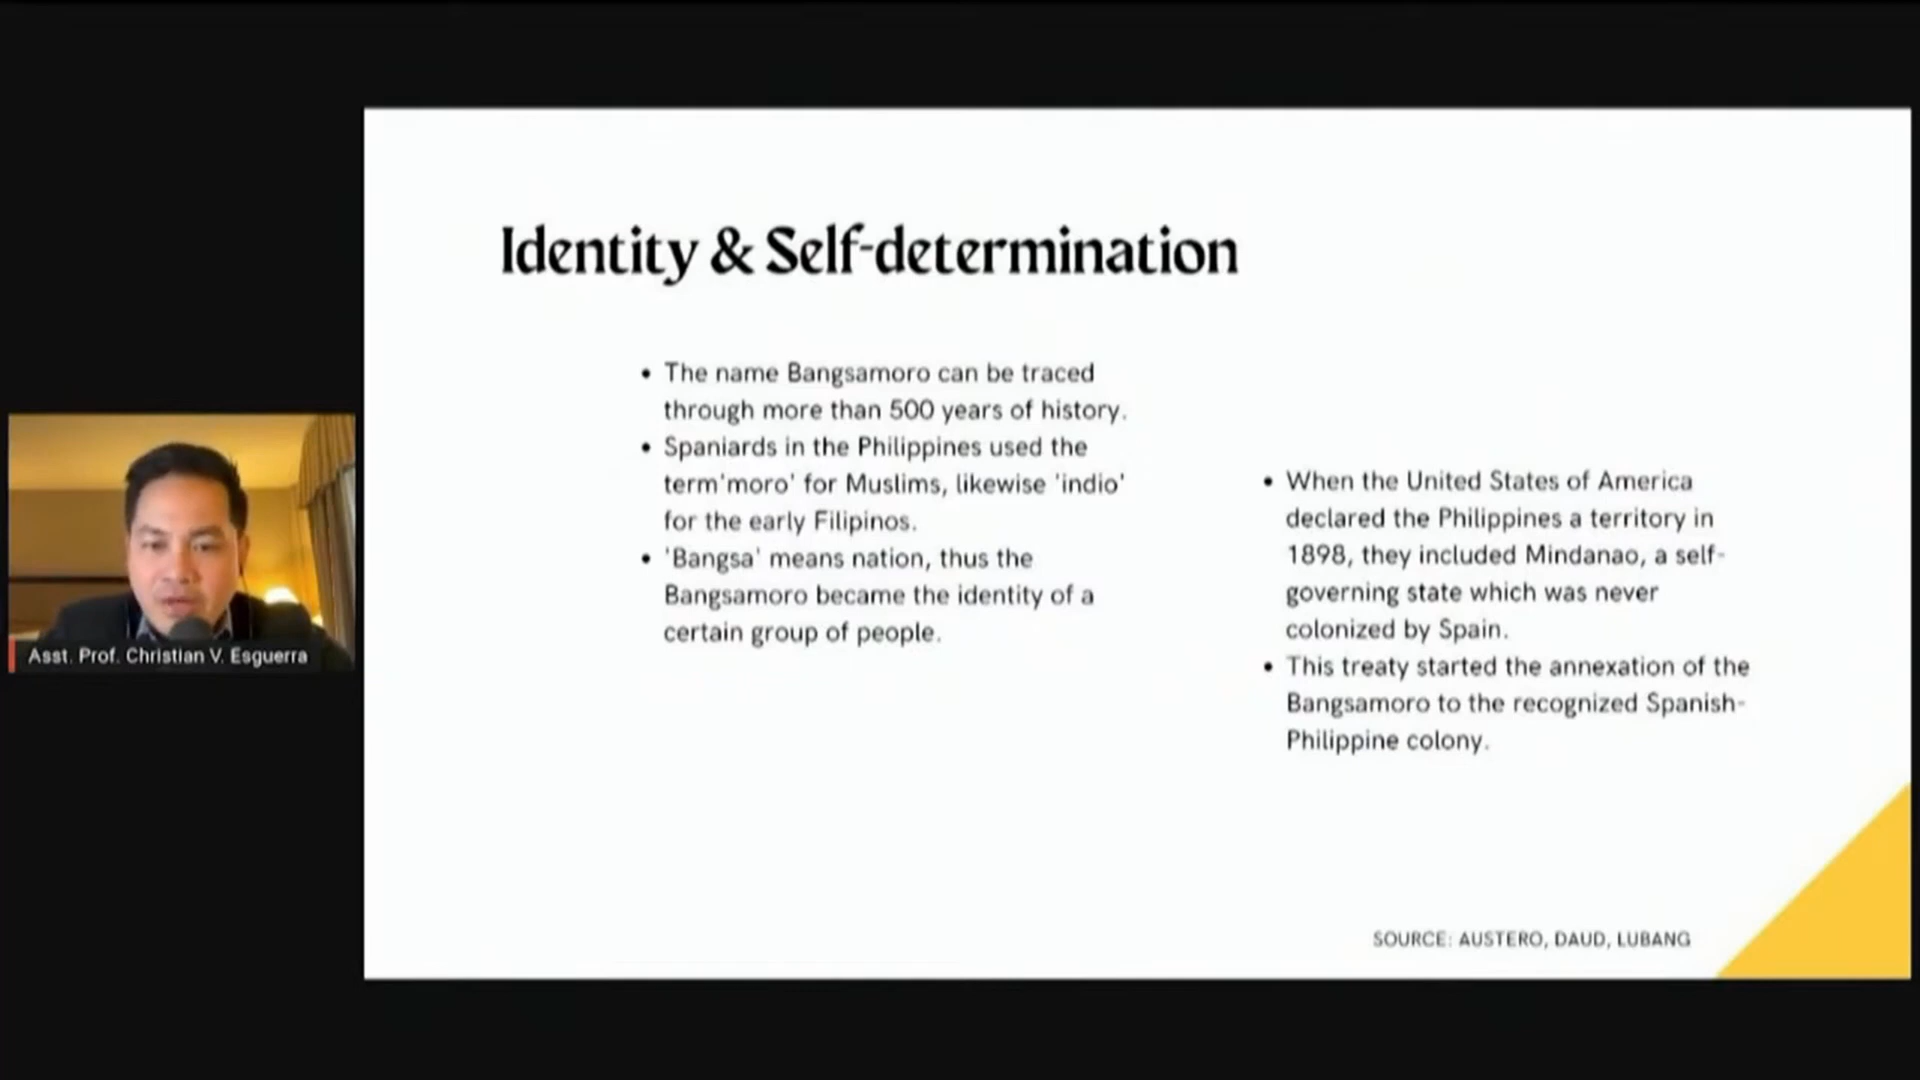 Identity & Self-determination
• The name Bangsamoro can be traced
through more than 500 years of history.
• Spaniards in the Philippines used the
term'moro' for Muslims, likewise 'indio'
for the early Filipinos.
• 'Bangsa' means nation, thus the
Bangsamoro became the identity of a
certain group of people.
• When the United States of America
declared the Philippines a territory in
1898, they included Mindanao, a self-
governing state which was never
colonized by Spain.
• This treaty started the annexation of the
Bangsamoro to the recognized Spanish-
Philippine colony.
Asst. Prof. Christian V. Esguerra
SOURCE: AUSTERO, DAUD, LUBANG